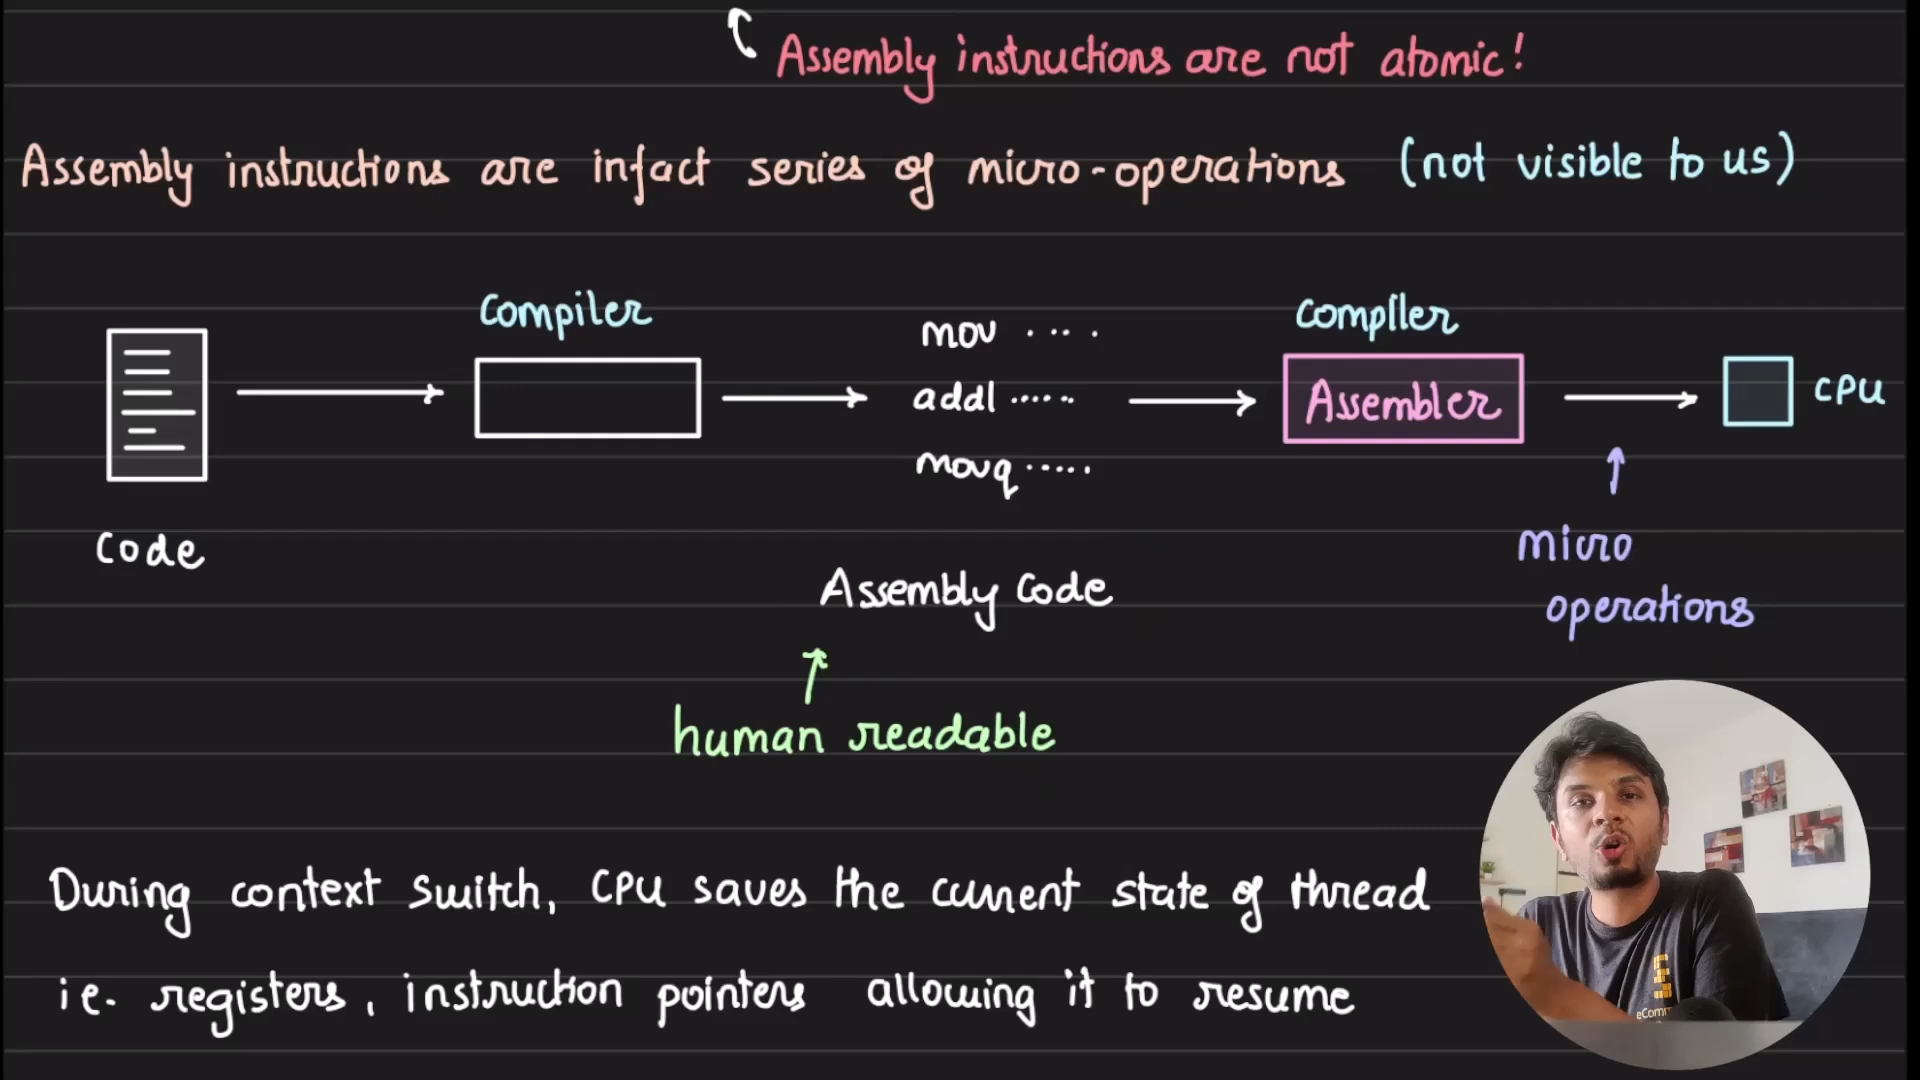 Assembly instructions are not atomic!
Assembly instructions are infact series of micro-operations (not visible to us)
Compiler
mov ....
Compiler
addl .....
Assembler
CPU
movq .....
Code
micro
operations
Assembly Code
human readable
During context switch, CPU saves the current state of thread
ie. registers, instruction pointers allowing it to resume
eComm